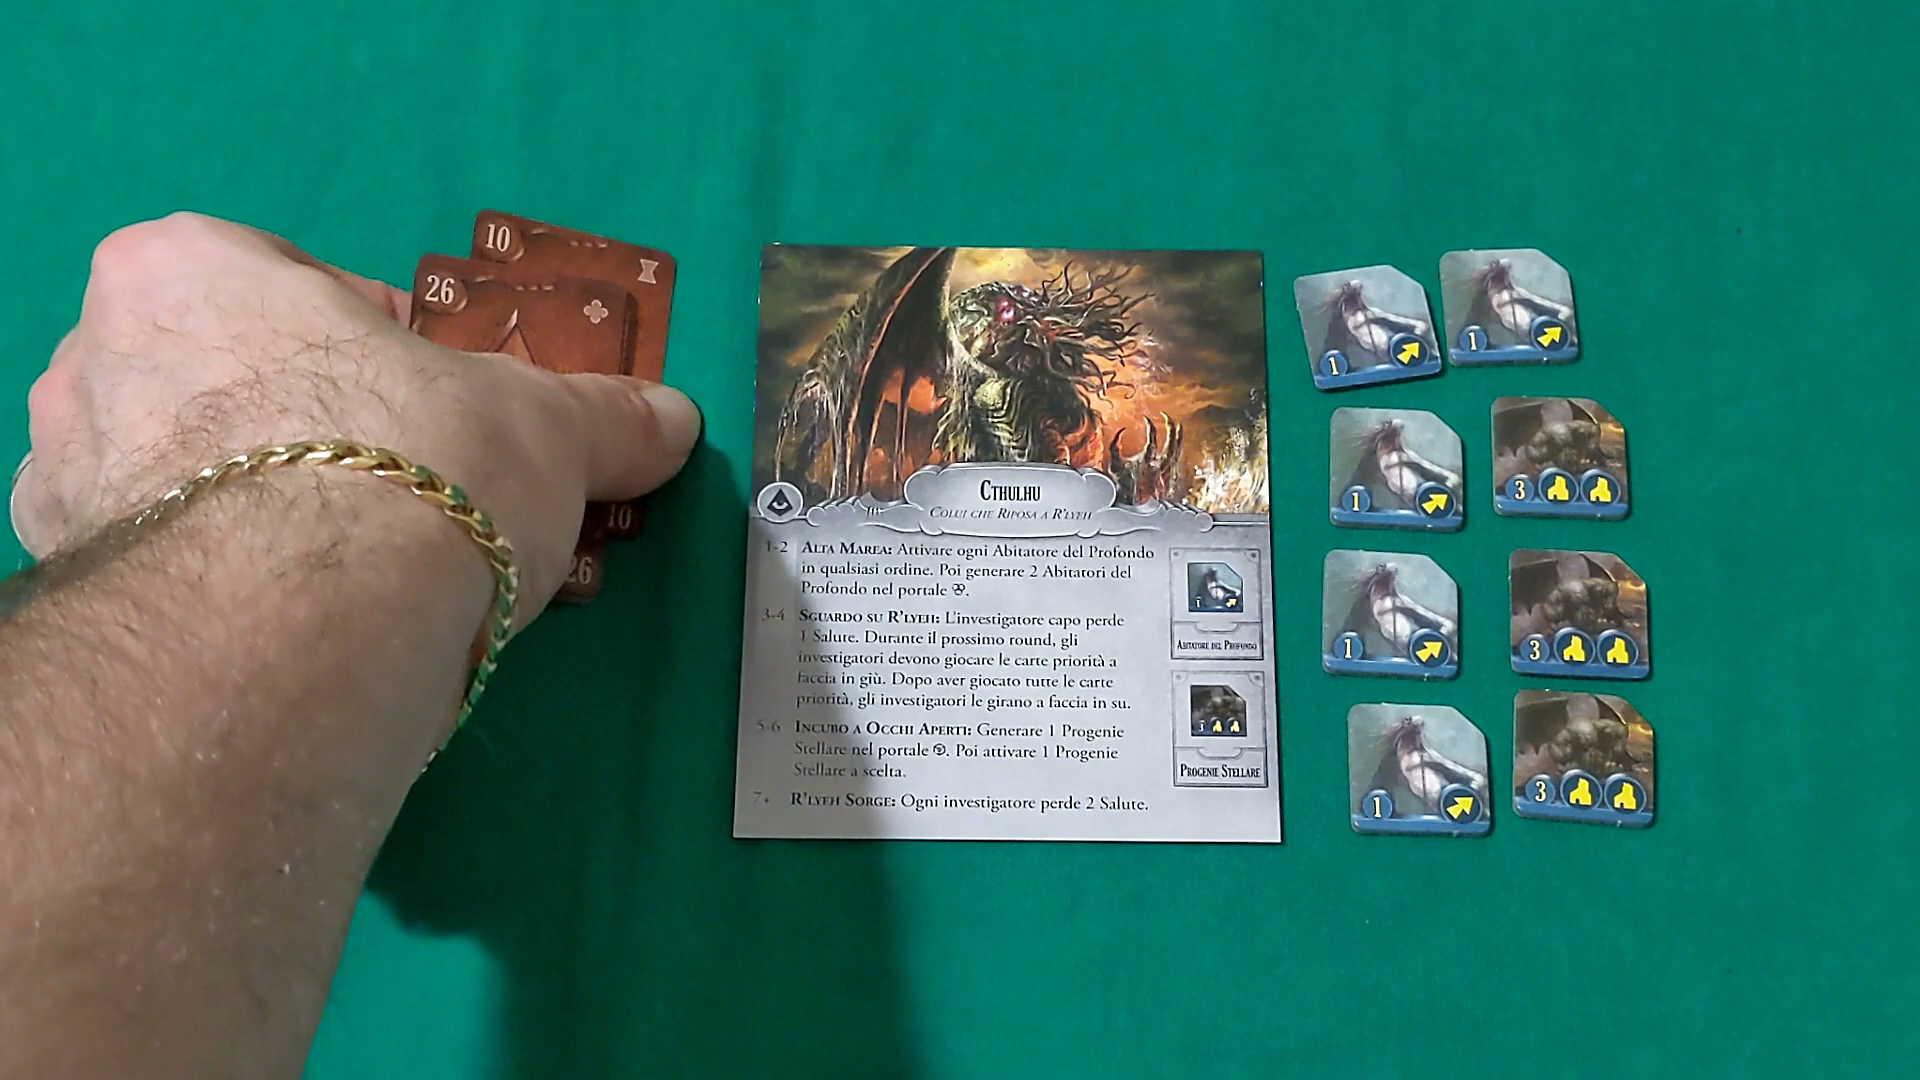 10
26
10
26
CTHULHU
COLUI CHE RIPOSA A R'LYEH
1-2 ALTA MAREA: Attivare ogni Abitatore del Profondo
in qualsiasi ordine. Poi generare 2 Abitatori del
Profondo nel portale .
3-4 SGUARDO SU R'LYEH: L'investigatore capo perde
1 Salute. Durante il prossimo round, gli
investigatori devono giocare le carte priorità a
faccia in giù. Dopo aver giocato tutte le carte
priorità, gli investigatori le girano a faccia in su.
5-6 INCUBO A OCCHI APERTI: Generare 1 Progenie
Stellare nel portale . Poi attivare 1 Progenie
Stellare a scelta.
7+ R'LYEH SORGE: Ogni investigatore perde 2 Salute.
1
ABITATORE DEL PROFONDO
3
PROGENIE STELLARE
1
1
1
3
1
3
1
3